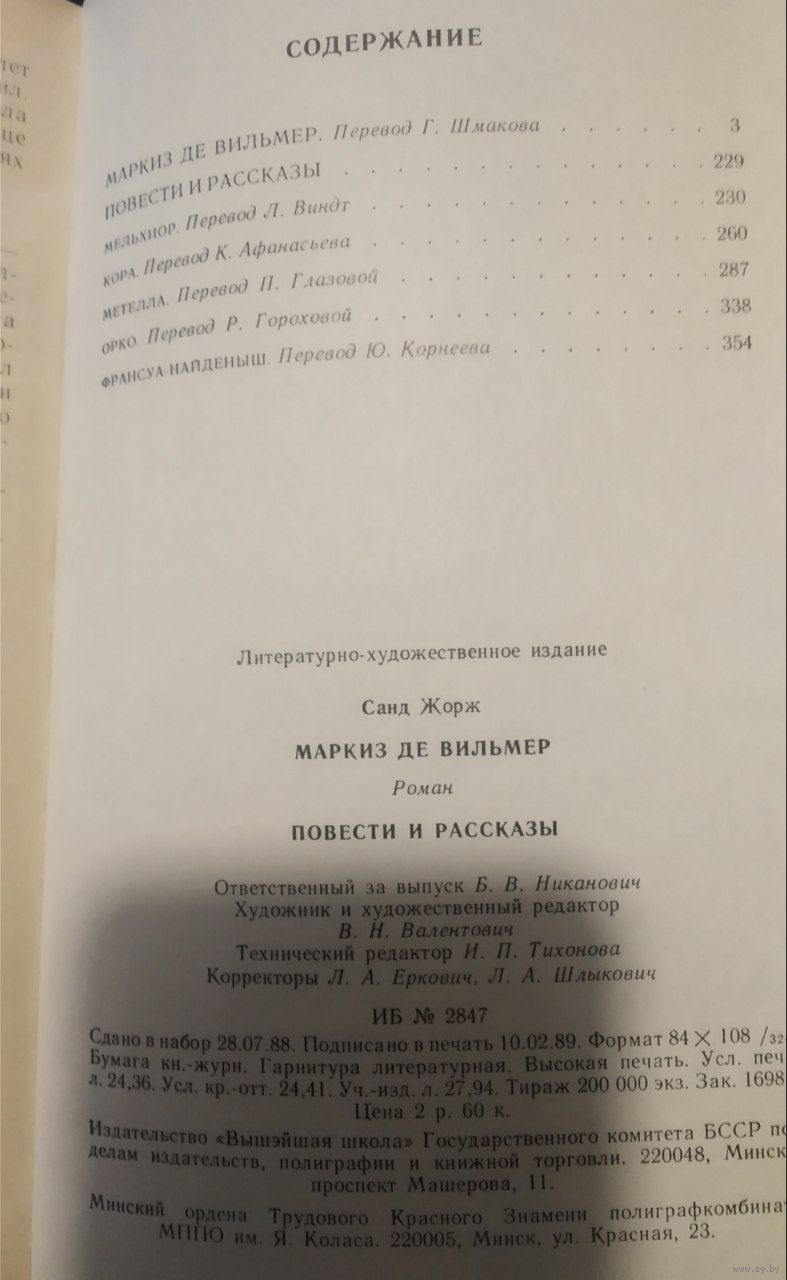 СОДЕРЖАНИЕ
МАРКИЗ ДЕ ВИЛЬМЕР. Перевод Г. Шмакова . . . . . . 3
ПОВЕСТИ И РАССКАЗЫ . . . . . . . . . . . . . 229
МЕЛЬХИОР. Перевод Л. Виндт . . . . . . . . . . . . 230
КОРА. Перевод К. Афанасьева . . . . . . . . . . . . 260
МЕТЕЛЛА. Перевод П. Глазовой . . . . . . . . . . . 287
ОРКО. Перевод Р. Гороховой . . . . . . . . . . . . 338
ФРАНСУА-НАЙДЕНЫШ. Перевод Ю. Корнеева . . . . . . . . 354
Литературно-художественное издание
Санд Жорж
МАРКИЗ ДЕ ВИЛЬМЕР
Роман
ПОВЕСТИ И РАССКАЗЫ
Ответственный за выпуск Б. В. Никанович
Художник и художественный редактор
В. Н. Валентович
Технический редактор И. П. Тихонова
Корректоры Л. А. Еркович, Л. А. Шлыкович
ИБ № 2847
Сдано в набор 28.07.88. Подписано в печать 10.02.89. Формат 84 × 108 /32
Бумага кн.-журн. Гарнитура литературная. Высокая печать. Усл. печ
л. 24,36. Усл. кр.-отт. 24,41. Уч.-изд. л. 27,94. Тираж 200 000 экз. Зак. 1698
Цена 2 р. 60 к.
Издательство «Вышэйшая школа» Государственного комитета БССР по
делам издательств, полиграфии и книжной торговли. 220048, Минск
проспект Машерова, 11.
Минский ордена Трудового Красного Знамени полиграфкомбинат
МППО им. Я. Коласа. 220005, Минск, ул. Красная, 23.
www.ay.by